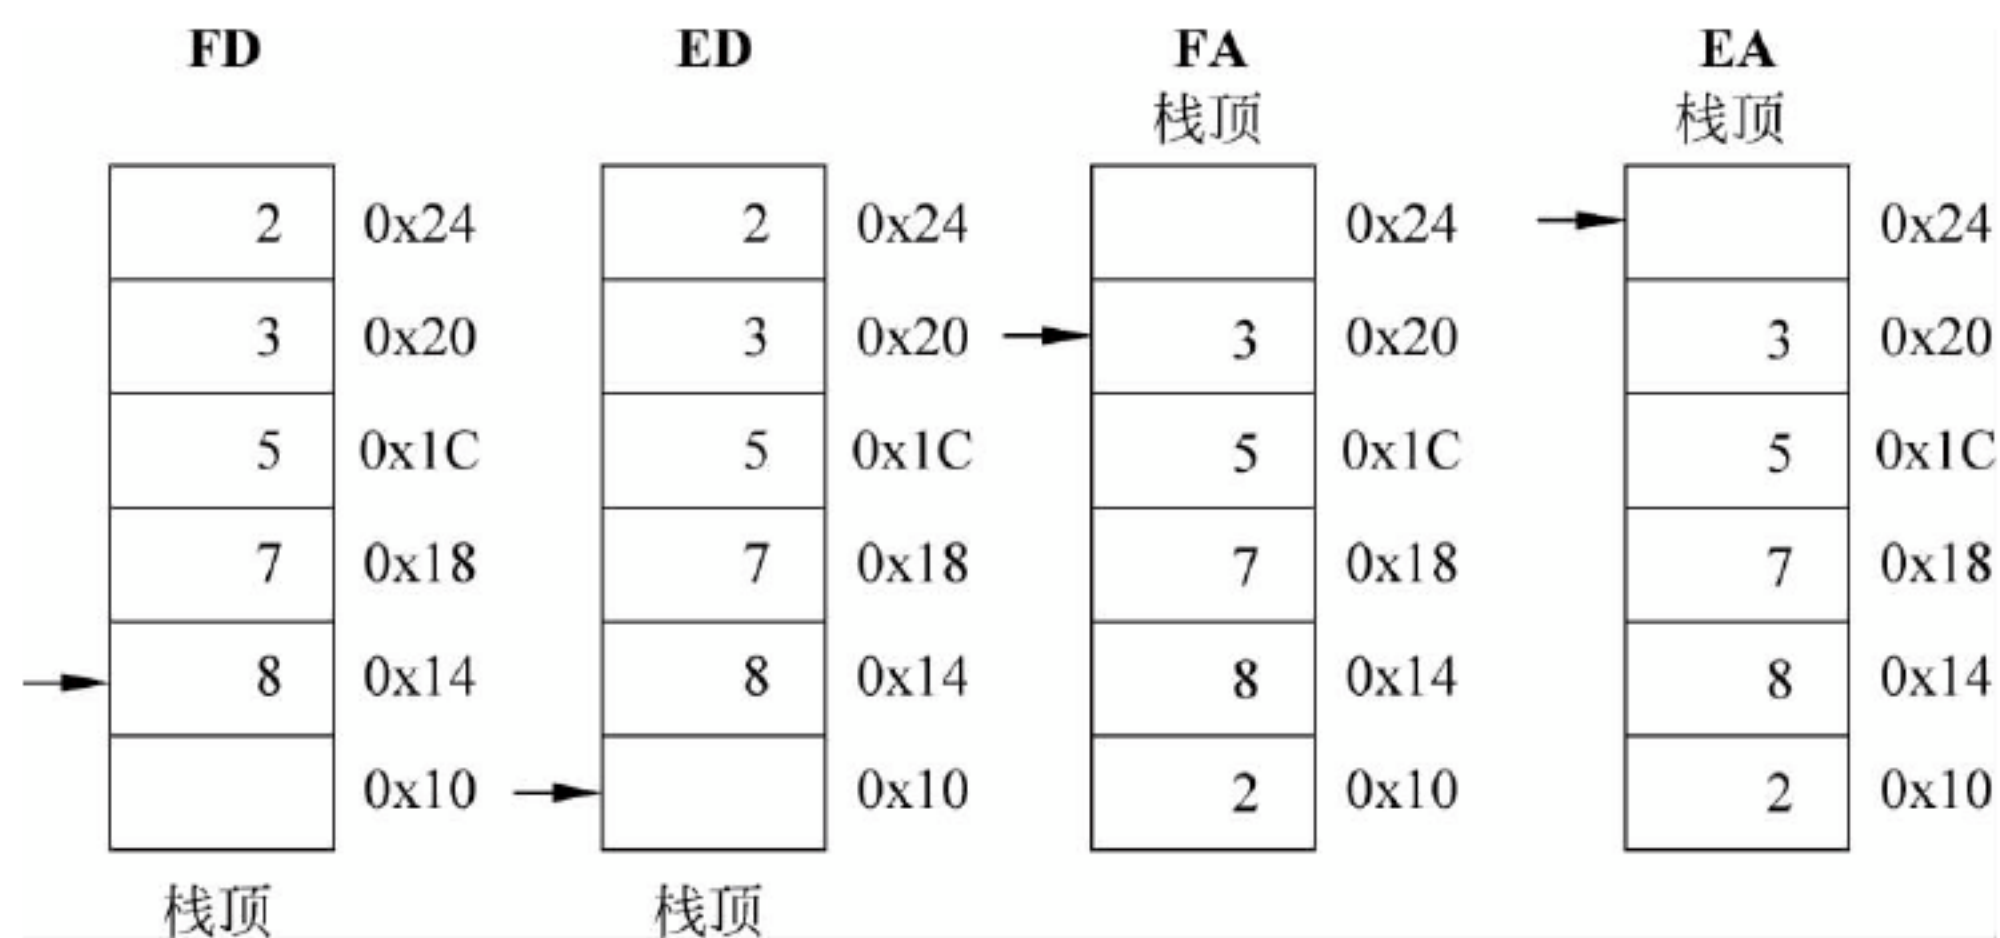 FD ED FA EA
栈顶 栈顶
2 0x24 2 0x24 0x24 0x24
3 0x20 3 0x20 3 0x20 3 0x20
5 0x1C 5 0x1C 5 0x1C 5 0x1C
7 0x18 7 0x18 7 0x18 7 0x18
8 0x14 8 0x14 8 0x14 8 0x14
0x10 0x10 2 0x10 2 0x10
栈顶 栈顶